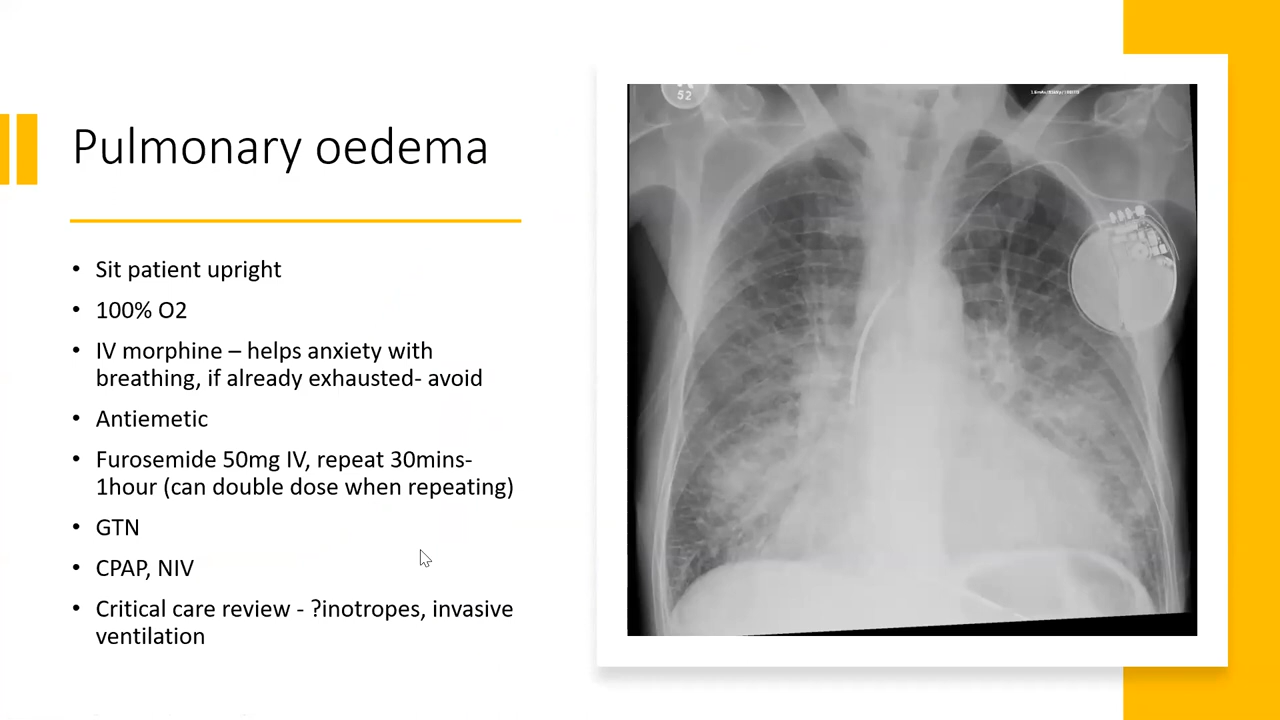 Pulmonary oedema
• Sit patient upright
• 100% O2
• IV morphine – helps anxiety with
breathing, if already exhausted- avoid
• Antiemetic
• Furosemide 50mg IV, repeat 30mins-
1hour (can double dose when repeating)
• GTN
• CPAP, NIV
• Critical care review - ?inotropes, invasive
ventilation
52